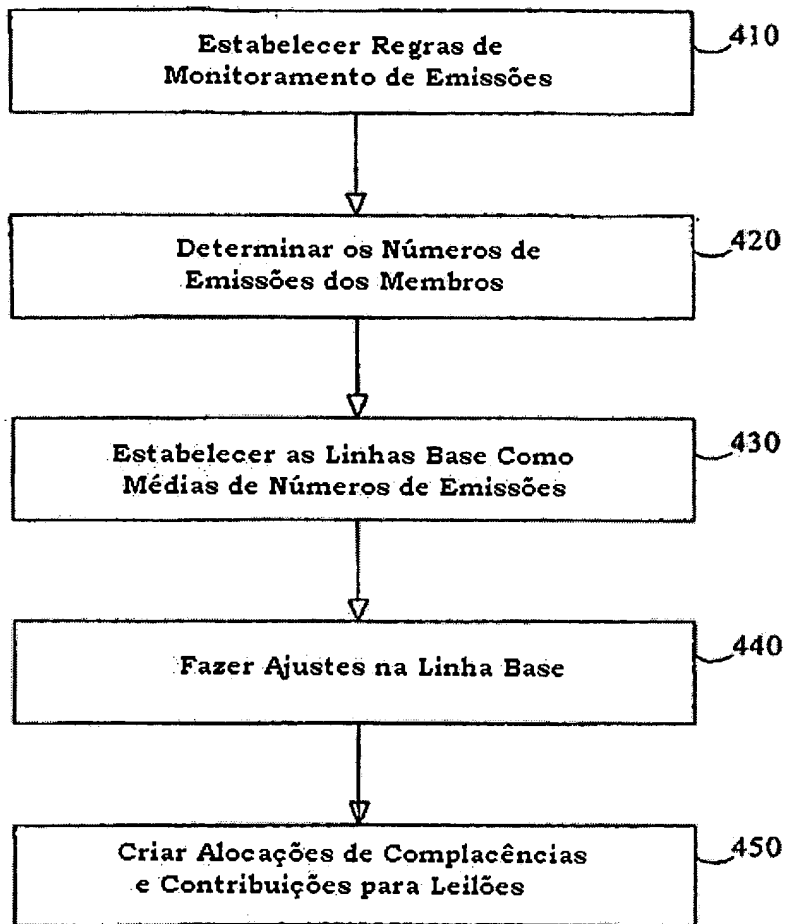 Estabelecer Regras de
Monitoramento de Emissões
410
Determinar os Números de
Emissões dos Membros
420
Estabelecer as Linhas Base Como
Médias de Números de Emissões
430
Fazer Ajustes na Linha Base
440
Criar Alocações de Complacências
e Contribuições para Leilões
450